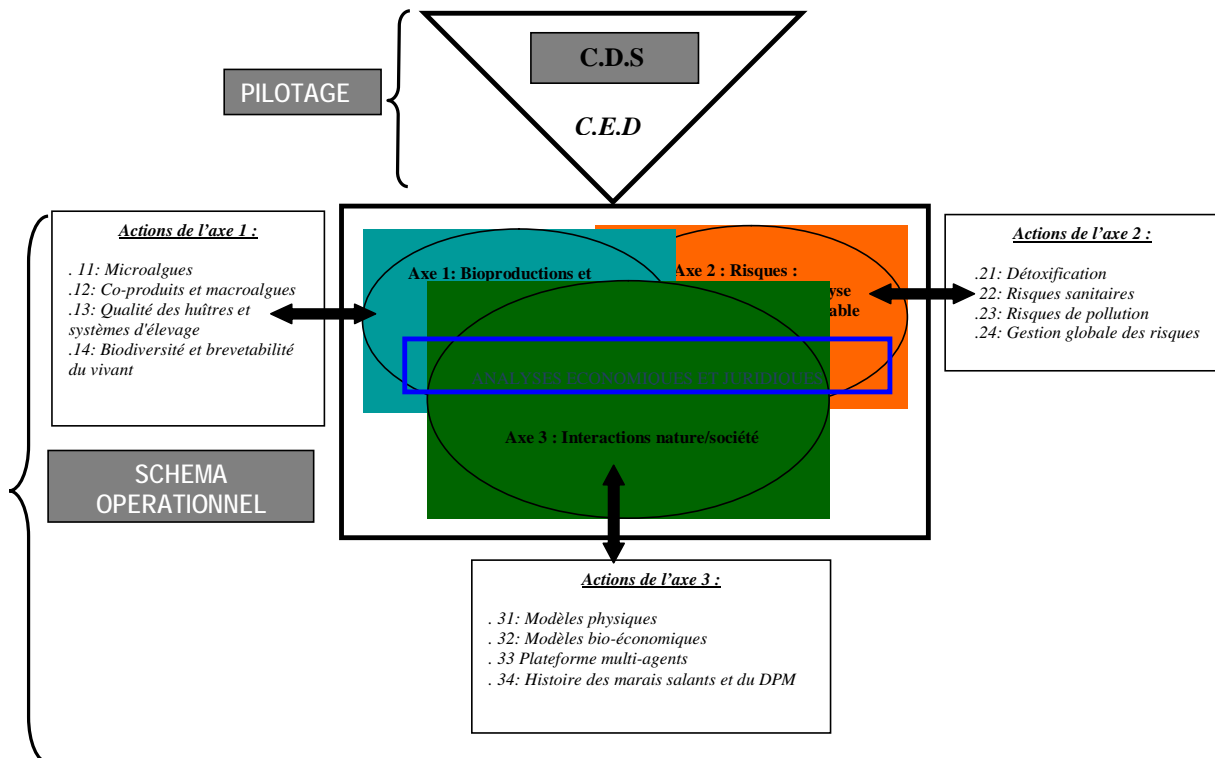 C.D.S
PILOTAGE
C.E.D
Actions de l'axe 1 :
. 11: Microalgues
.12: Co-produits et macroalgues
.13: Qualité des huîtres et
systèmes d'élevage
.14: Biodiversité et brevetabilité
du vivant
Axe 1: Bioproductions et
Axe 2 : Risques :
able
ANALYSES ECONOMIQUES ET JURIDIQUES
Axe 3 : Interactions nature/société
Actions de l'axe 2 :
.21: Détoxification
22: Risques sanitaires
.23: Risques de pollution
.24: Gestion globale des risques
SCHEMA
OPERATIONNEL
Actions de l'axe 3 :
. 31: Modèles physiques
. 32: Modèles bio-économiques
. 33 Plateforme multi-agents
. 34: Histoire des marais salants et du DPM